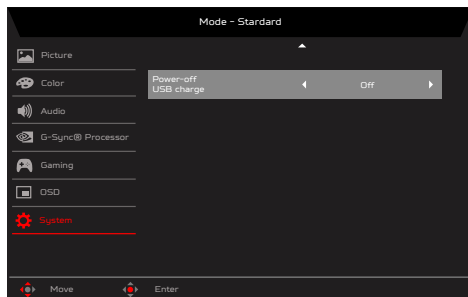 Mode - Stardard
Picture
Color
Power-off
USB charge
Off
Audio
G-Sync® Processor
Gaming
OSD
System
Move
Enter